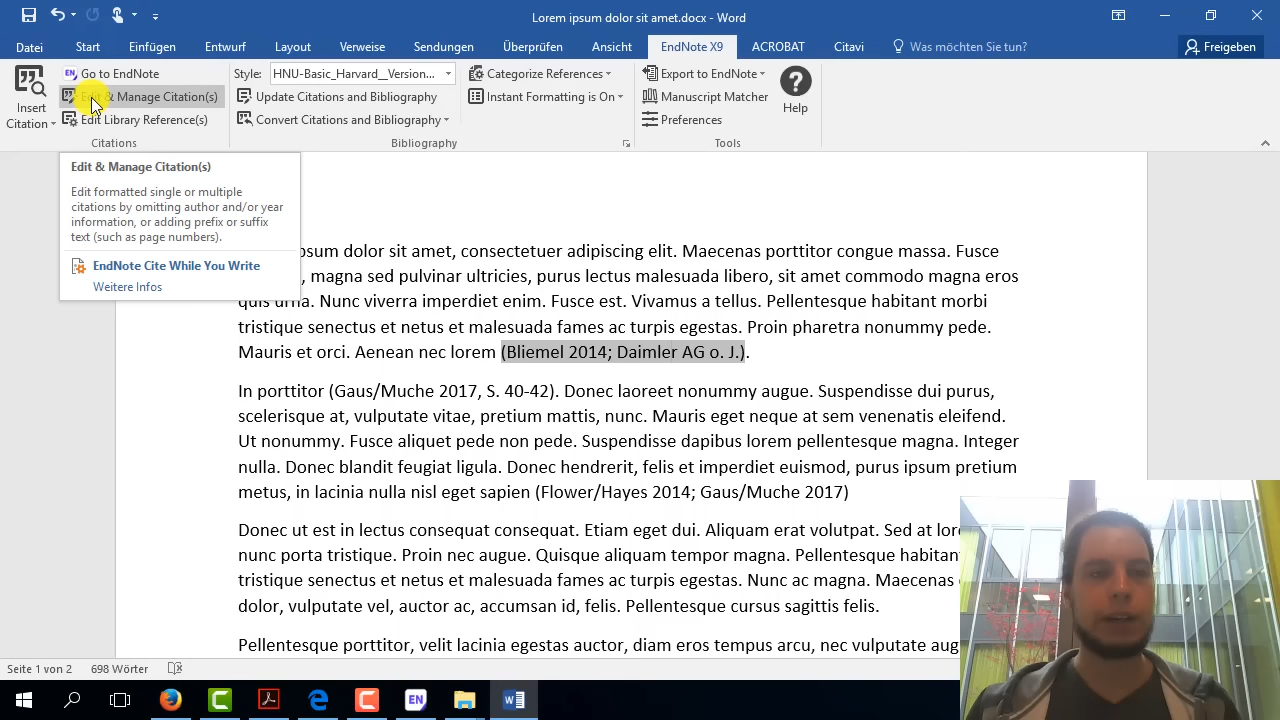 Lorem ipsum dolor sit amet.docx - Word
Datei Start Einfügen Entwurf Layout Verweise Sendungen Überprüfen Ansicht EndNote X9 ACROBAT Citavi Was möchten Sie tun? Freigeben
Insert Citation
EN Go to EndNote
Edit & Manage Citation(s)
Edit Library Reference(s)
Citations
Style: HNU-Basic_Harvard__Version...
Update Citations and Bibliography
Convert Citations and Bibliography
Categorize References
Instant Formatting is On
Bibliography
Export to EndNote
Manuscript Matcher
Preferences
Help
Tools
Edit & Manage Citation(s)
Edit formatted single or multiple
citations by omitting author and/or year
information, or adding prefix or suffix
text (such as page numbers).
EndNote Cite While You Write
Weitere Infos
psum dolor sit amet, consectetuer adipiscing elit. Maecenas porttitor congue massa. Fusce
, magna sed pulvinar ultricies, purus lectus malesuada libero, sit amet commodo magna eros
quis urna. Nunc viverra imperdiet enim. Fusce est. Vivamus a tellus. Pellentesque habitant morbi
tristique senectus et netus et malesuada fames ac turpis egestas. Proin pharetra nonummy pede.
Mauris et orci. Aenean nec lorem (Bliemel 2014; Daimler AG o. J.).
In porttitor (Gaus/Muche 2017, S. 40-42). Donec laoreet nonummy augue. Suspendisse dui purus,
scelerisque at, vulputate vitae, pretium mattis, nunc. Mauris eget neque at sem venenatis eleifend.
Ut nonummy. Fusce aliquet pede non pede. Suspendisse dapibus lorem pellentesque magna. Integer
nulla. Donec blandit feugiat ligula. Donec hendrerit, felis et imperdiet euismod, purus ipsum pretium
metus, in lacinia nulla nisl eget sapien (Flower/Hayes 2014; Gaus/Muche 2017)
Donec ut est in lectus consequat consequat. Etiam eget dui. Aliquam erat volutpat. Sed at lor
nunc porta tristique. Proin nec augue. Quisque aliquam tempor magna. Pellentesque habitan
tristique senectus et netus et malesuada fames ac turpis egestas. Nunc ac magna. Maecenas
dolor, vulputate vel, auctor ac, accumsan id, felis. Pellentesque cursus sagittis felis.
Pellentesque porttitor, velit lacinia egestas auctor, diam eros tempus arcu, nec vulputate aug
Seite 1 von 2 698 Wörter
EN